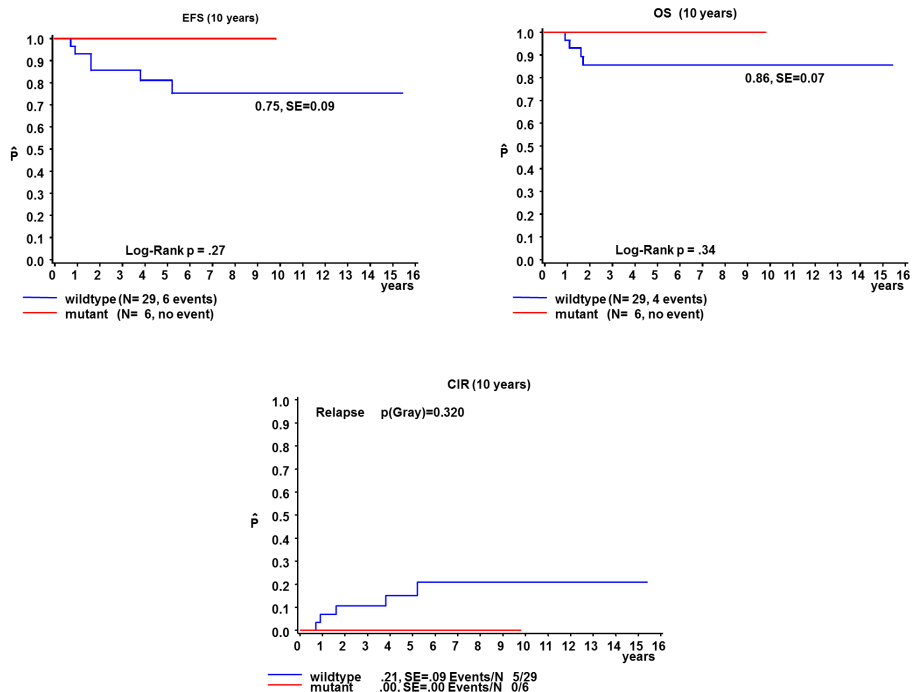 EFS (10 years)
1.0
0.9
0.8
0.7
0.6
0.5
0.4
0.3
0.2
0.1
0.0
P̂
0.75, SE=0.09
Log-Rank p = .27
0 1 2 3 4 5 6 7 8 9 10 11 12 13 14 15 16
years
wildtype (N= 29, 6 events)
mutant (N= 6, no event)
OS (10 years)
1.0
0.9
0.8
0.7
0.6
0.5
0.4
0.3
0.2
0.1
0.0
P̂
0.86, SE=0.07
Log-Rank p = .34
0 1 2 3 4 5 6 7 8 9 10 11 12 13 14 15 16
years
wildtype (N= 29, 4 events)
mutant (N= 6, no event)
CIR (10 years)
1.0
0.9
0.8
0.7
0.6
0.5
0.4
0.3
0.2
0.1
0.0
P̂
Relapse p(Gray)=0.320
0 1 2 3 4 5 6 7 8 9 10 11 12 13 14 15 16
years
wildtype .21, SE=.09 Events/N 5/29
mutant .00, SE=.00 Events/N 0/6